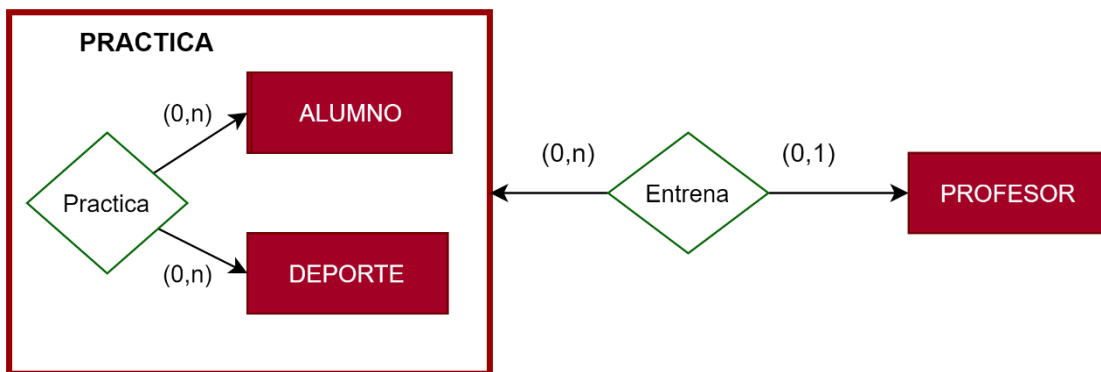 PRACTICA
(0,n)
ALUMNO
Practica
(0,n)
DEPORTE
(0,n)
Entrena
(0,1)
PROFESOR